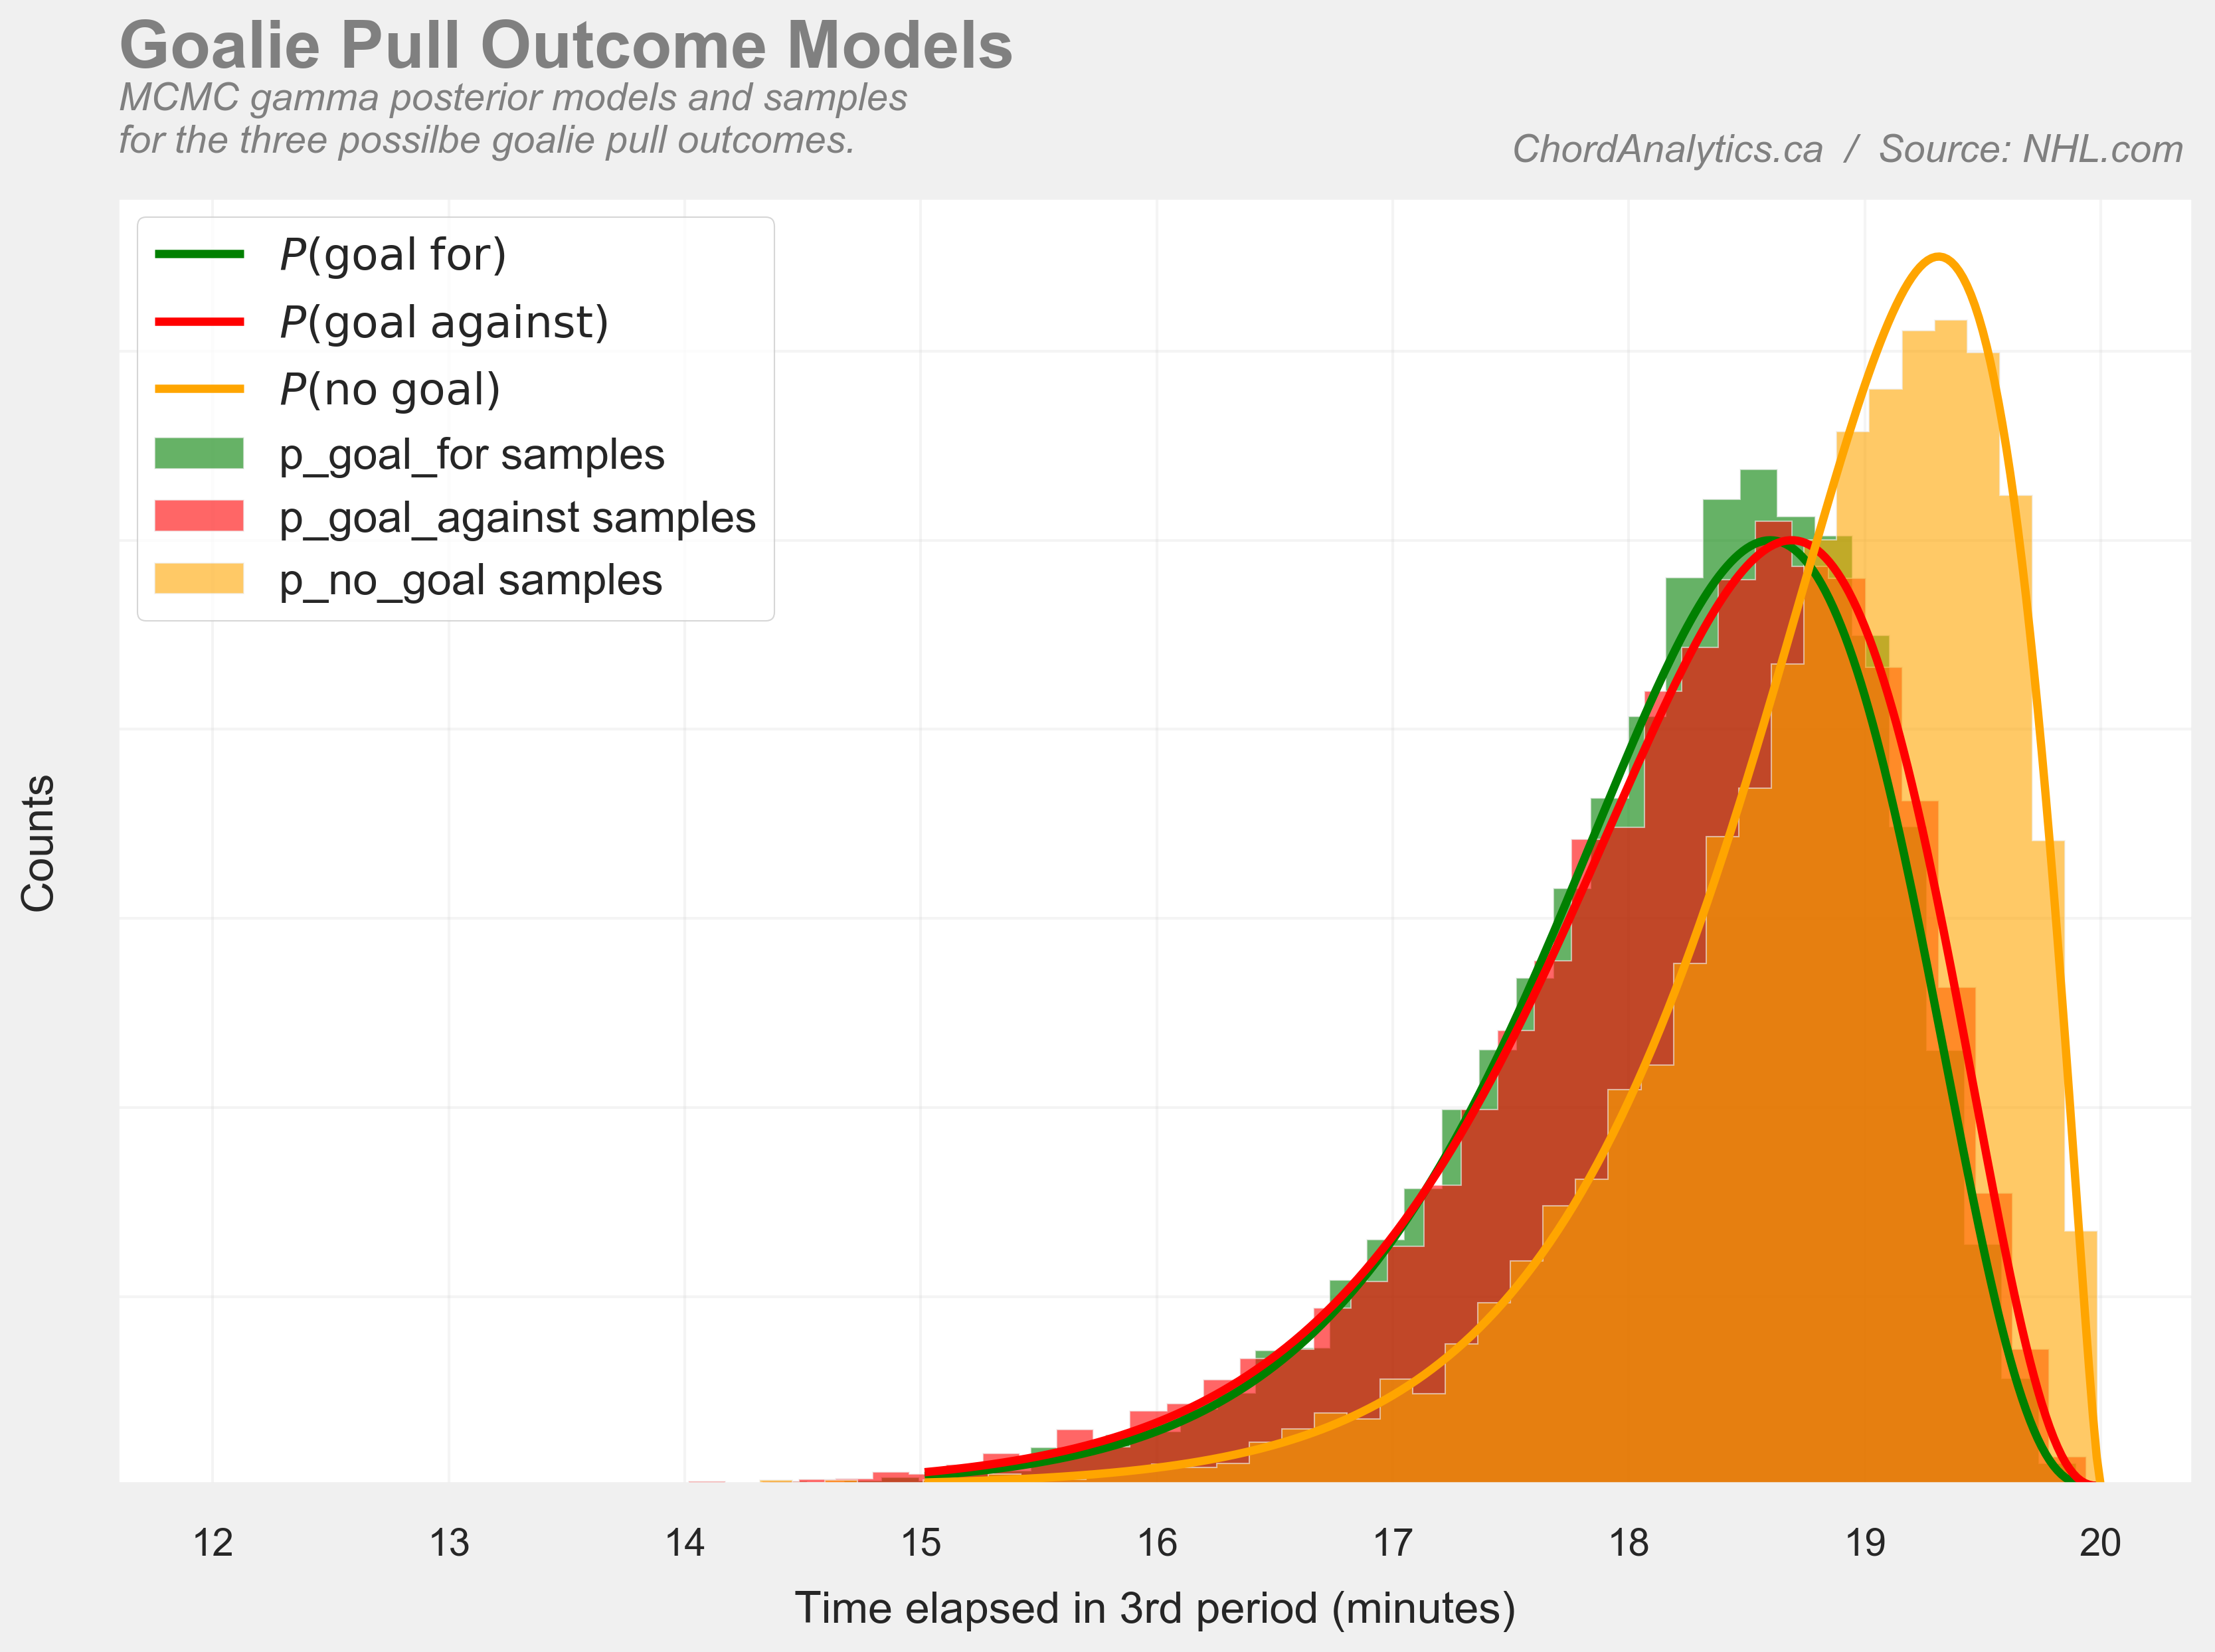 Goalie Pull Outcome Models
MCMC gamma posterior models and samples
for the three possilbe goalie pull outcomes.
ChordAnalytics.ca / Source: NHL.com
P(goal for)
P(goal against)
P(no goal)
p_goal_for samples
p_goal_against samples
p_no_goal samples
Counts
12 13 14 15 16 17 18 19 20
Time elapsed in 3rd period (minutes)